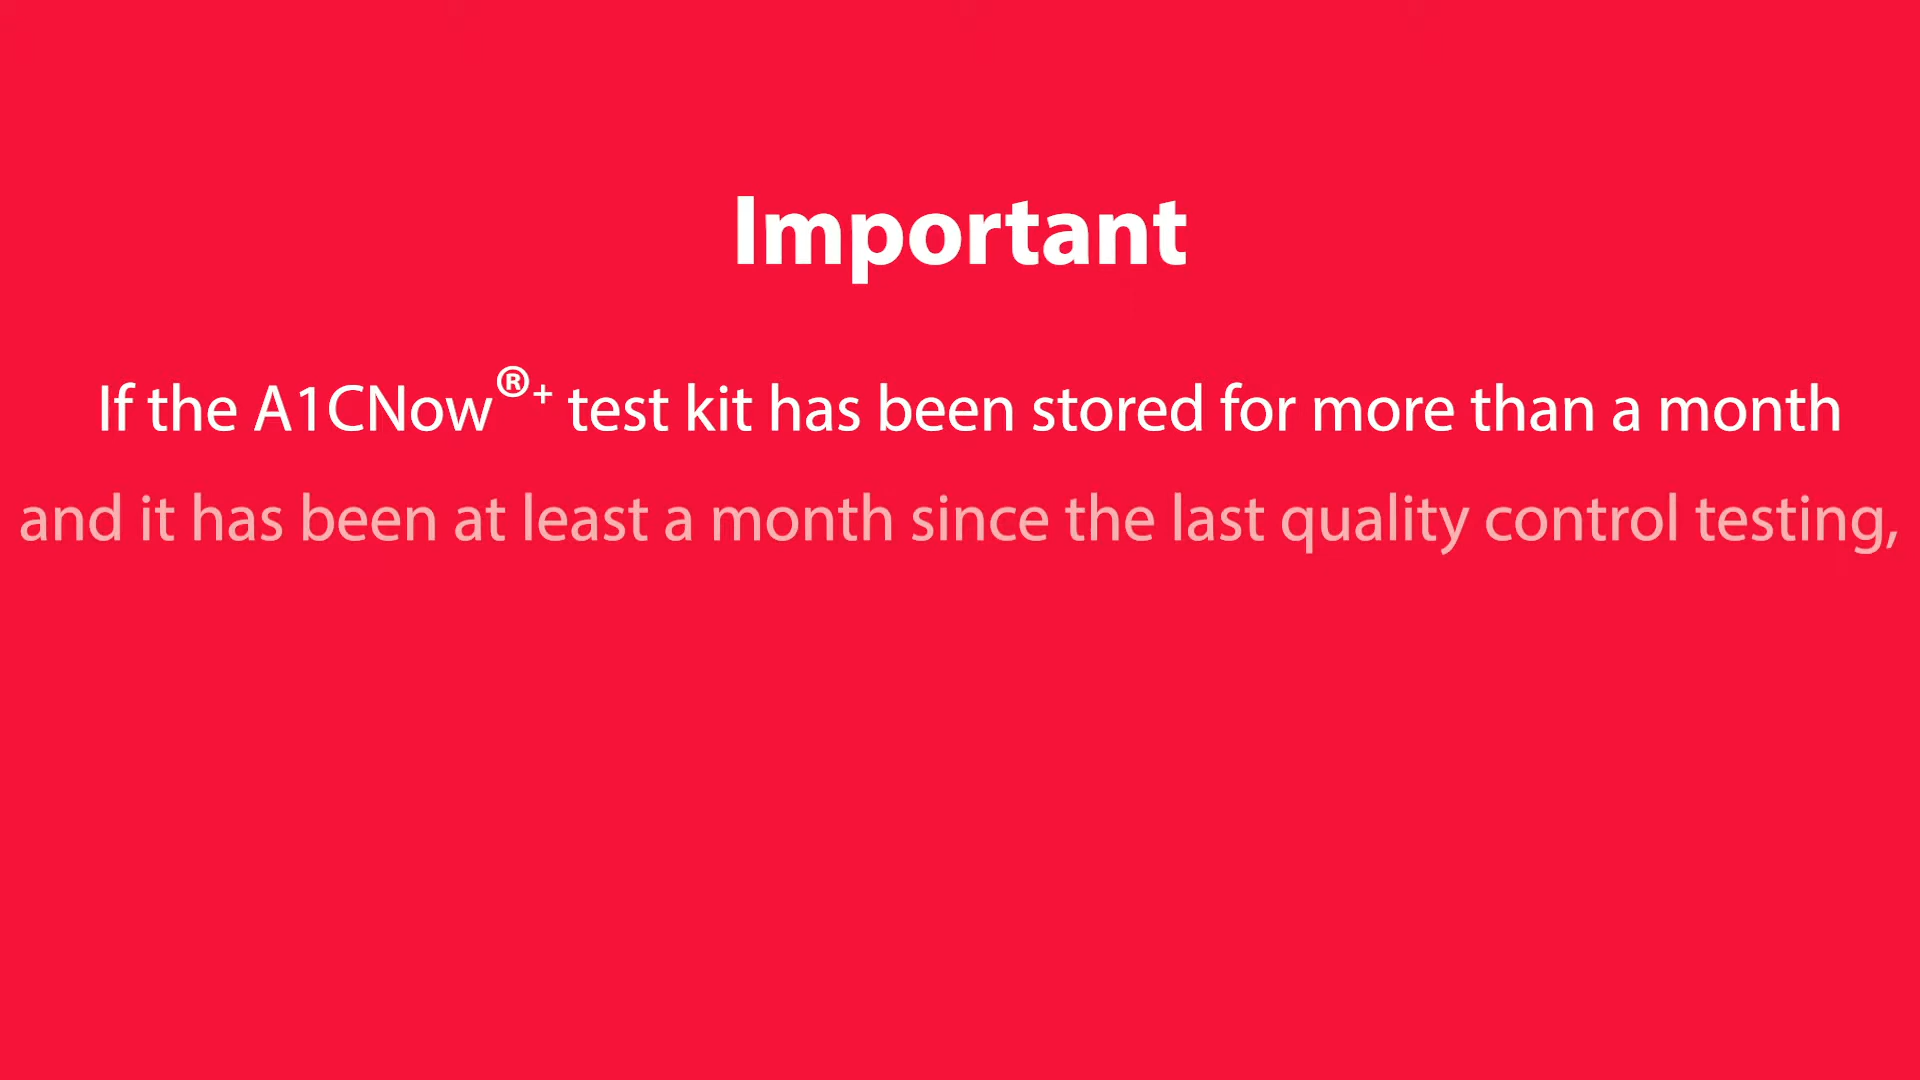 Important
If the A1CNow®+ test kit has been stored for more than a month
and it has been at least a month since the last quality control testing,